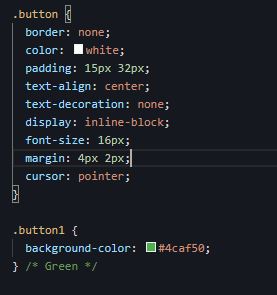 .button {
border: none;
color: white;
padding: 15px 32px;
text-align: center;
text-decoration: none;
display: inline-block;
font-size: 16px;
margin: 4px 2px;
cursor: pointer;
}
.button1 {
background-color: #4caf50;
} /* Green */